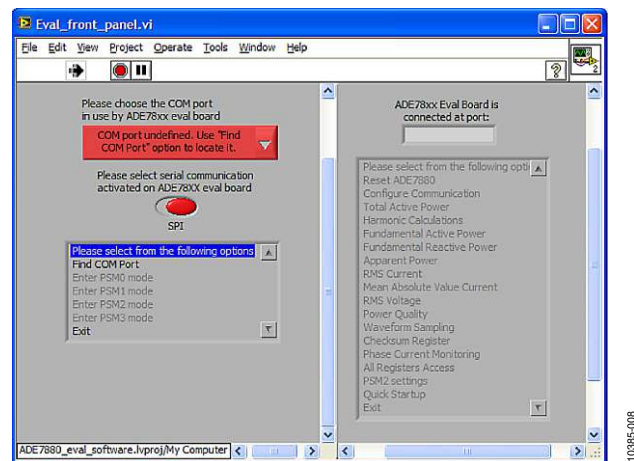 Eval_front_panel.vi
File Edit View Project Operate Tools Window Help
2
Please choose the COM port
in use by ADE78xx eval board
COM port undefined. Use "Find
COM Port" option to locate it.
Please select serial communication
activated on ADE78XX eval board
SPI
Please select from the following options
Find COM Port
Enter PSM0 mode
Enter PSM1 mode
Enter PSM2 mode
Enter PSM3 mode
Exit
ADE78xx Eval Board is
connected at port:
Please select from the following opti
Reset ADE7880
Configure Communication
Total Active Power
Harmonic Calculations
Fundamental Active Power
Fundamental Reactive Power
Apparent Power
RMS Current
Mean Absolute Value Current
RMS Voltage
Power Quality
Waveform Sampling
Checksum Register
Phase Current Monitoring
All Registers Access
PSM2 settings
Quick Startup
Exit
ADE7880_eval_software.lvproj/My Computer
10385-008